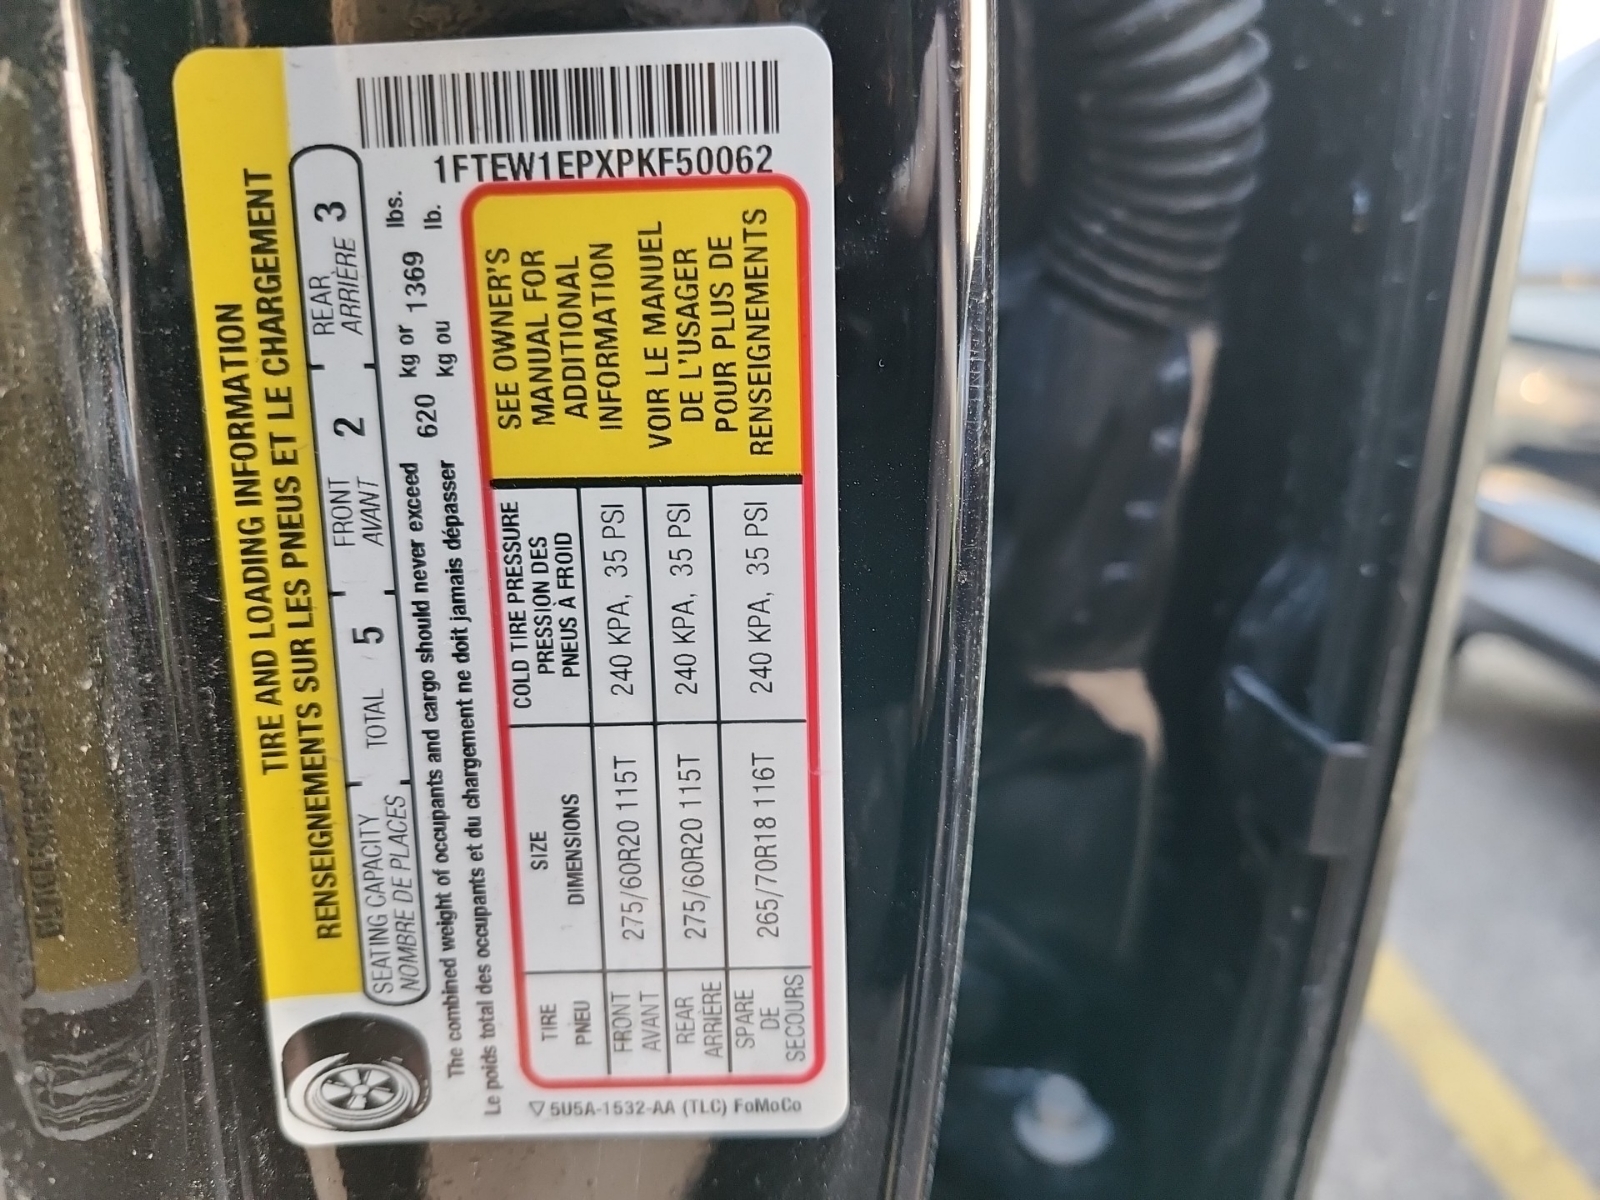 TIRE AND LOADING INFORMATION
RENSEIGNEMENTS SUR LES PNEUS ET LE CHARGEMENT
SEATING CAPACITY TOTAL 5 FRONT 2 REAR 3
NOMBRE DE PLACES AVANT ARRIÈRE
The combined weight of occupants and cargo should never exceed 620 kg or 1369 lbs.
Le poids total des occupants et du chargement ne doit jamais dépasser kg ou lb.
1FTEW1EPXPKF50062
TIRE SIZE COLD TIRE PRESSURE
PNEU DIMENSIONS PRESSION DES
PNEUS À FROID
FRONT 275/60R20 115T 240 KPA, 35 PSI
AVANT
REAR 275/60R20 115T 240 KPA, 35 PSI
ARRIÈRE
SPARE 265/70R18 116T 240 KPA, 35 PSI
DE
SECOURS
SEE OWNER'S
MANUAL FOR
ADDITIONAL
INFORMATION
VOIR LE MANUEL
DE L'USAGER
POUR PLUS DE
RENSEIGNEMENTS
5U5A-1532-AA (TLC) FoMoCo